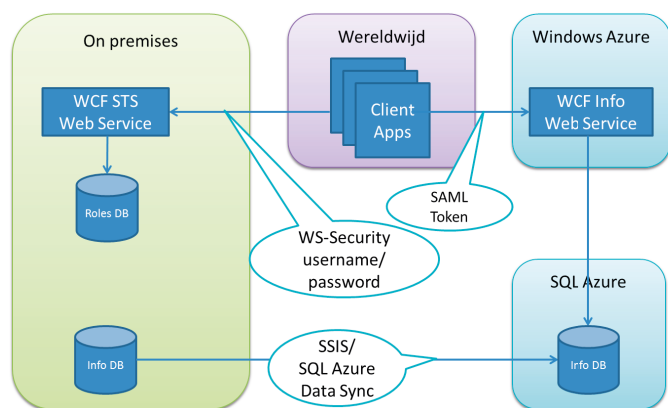 On premises
Wereldwijd
Windows Azure
WCF STS
Web Service
Client
Apps
WCF Info
Web Service
Roles DB
SAML
Token
WS-Security
username/
password
SQL Azure
Info DB
SSIS/
SQL Azure
Data Sync
Info DB